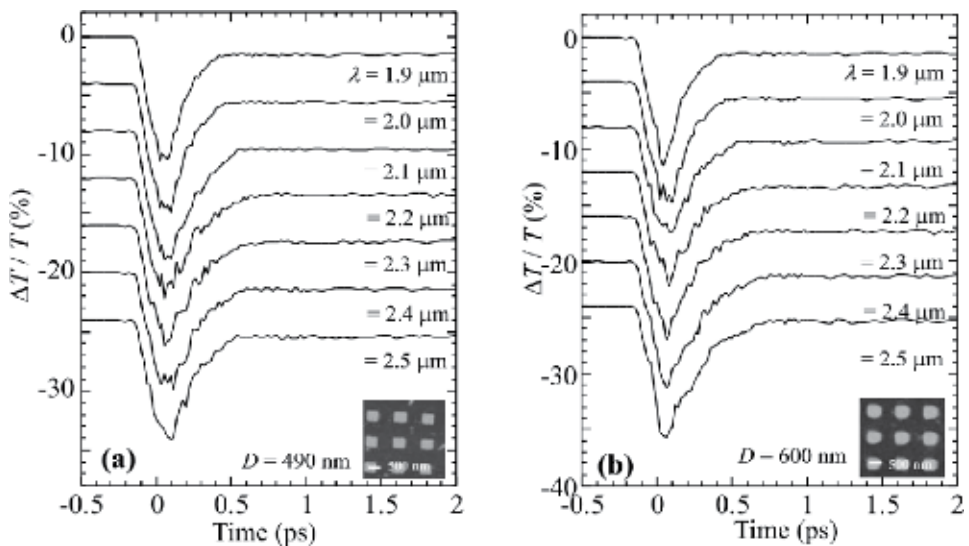 0
-10
-20
-30
ΔT / T (%)
λ = 1.9 μm
= 2.0 μm
– 2.1 μm
= 2.2 μm
= 2.3 μm
= 2.4 μm
= 2.5 μm
(a)
D – 490 nm
500 nm
-0.5 0 0.5 1 1.5 2
Time (ps)
0
-10
-20
-30
-40
ΔT / T (%)
λ = 1.9 μm
= 2.0 μm
– 2.1 μm
= 2.2 μm
– 2.3 μm
= 2.4 μm
= 2.5 μm
(b)
D – 600 nm
500 nm
-0.5 0 0.5 1 1.5 2
Time (ps)